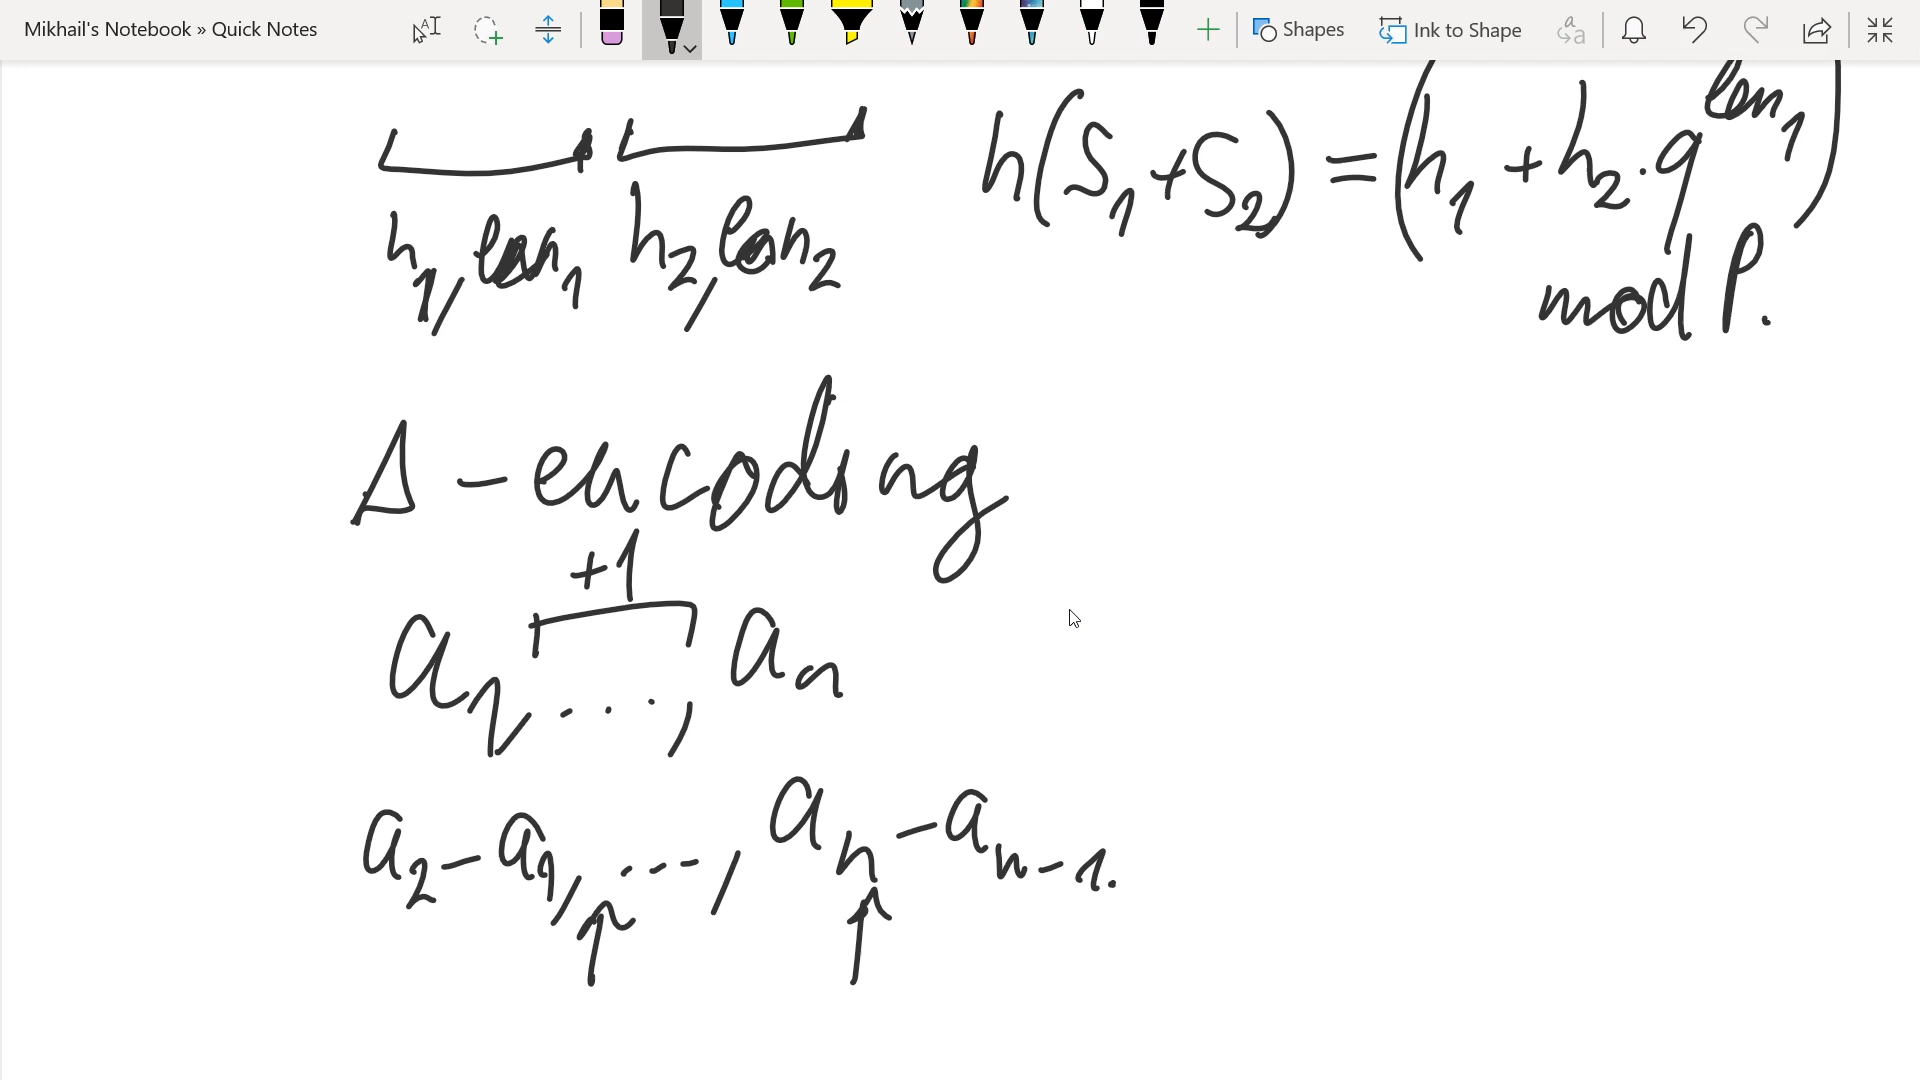 Mikhail's Notebook » Quick Notes
Shapes
Ink to Shape
h(S₁+S₂) = (h₁ + h₂·q^len₁) mod P.
h₁, len₁ h₂, len₂
Δ - encoding
+1
a₁, ..., aₙ
a₂ - a₁, ..., aₙ - aₙ₋₁.